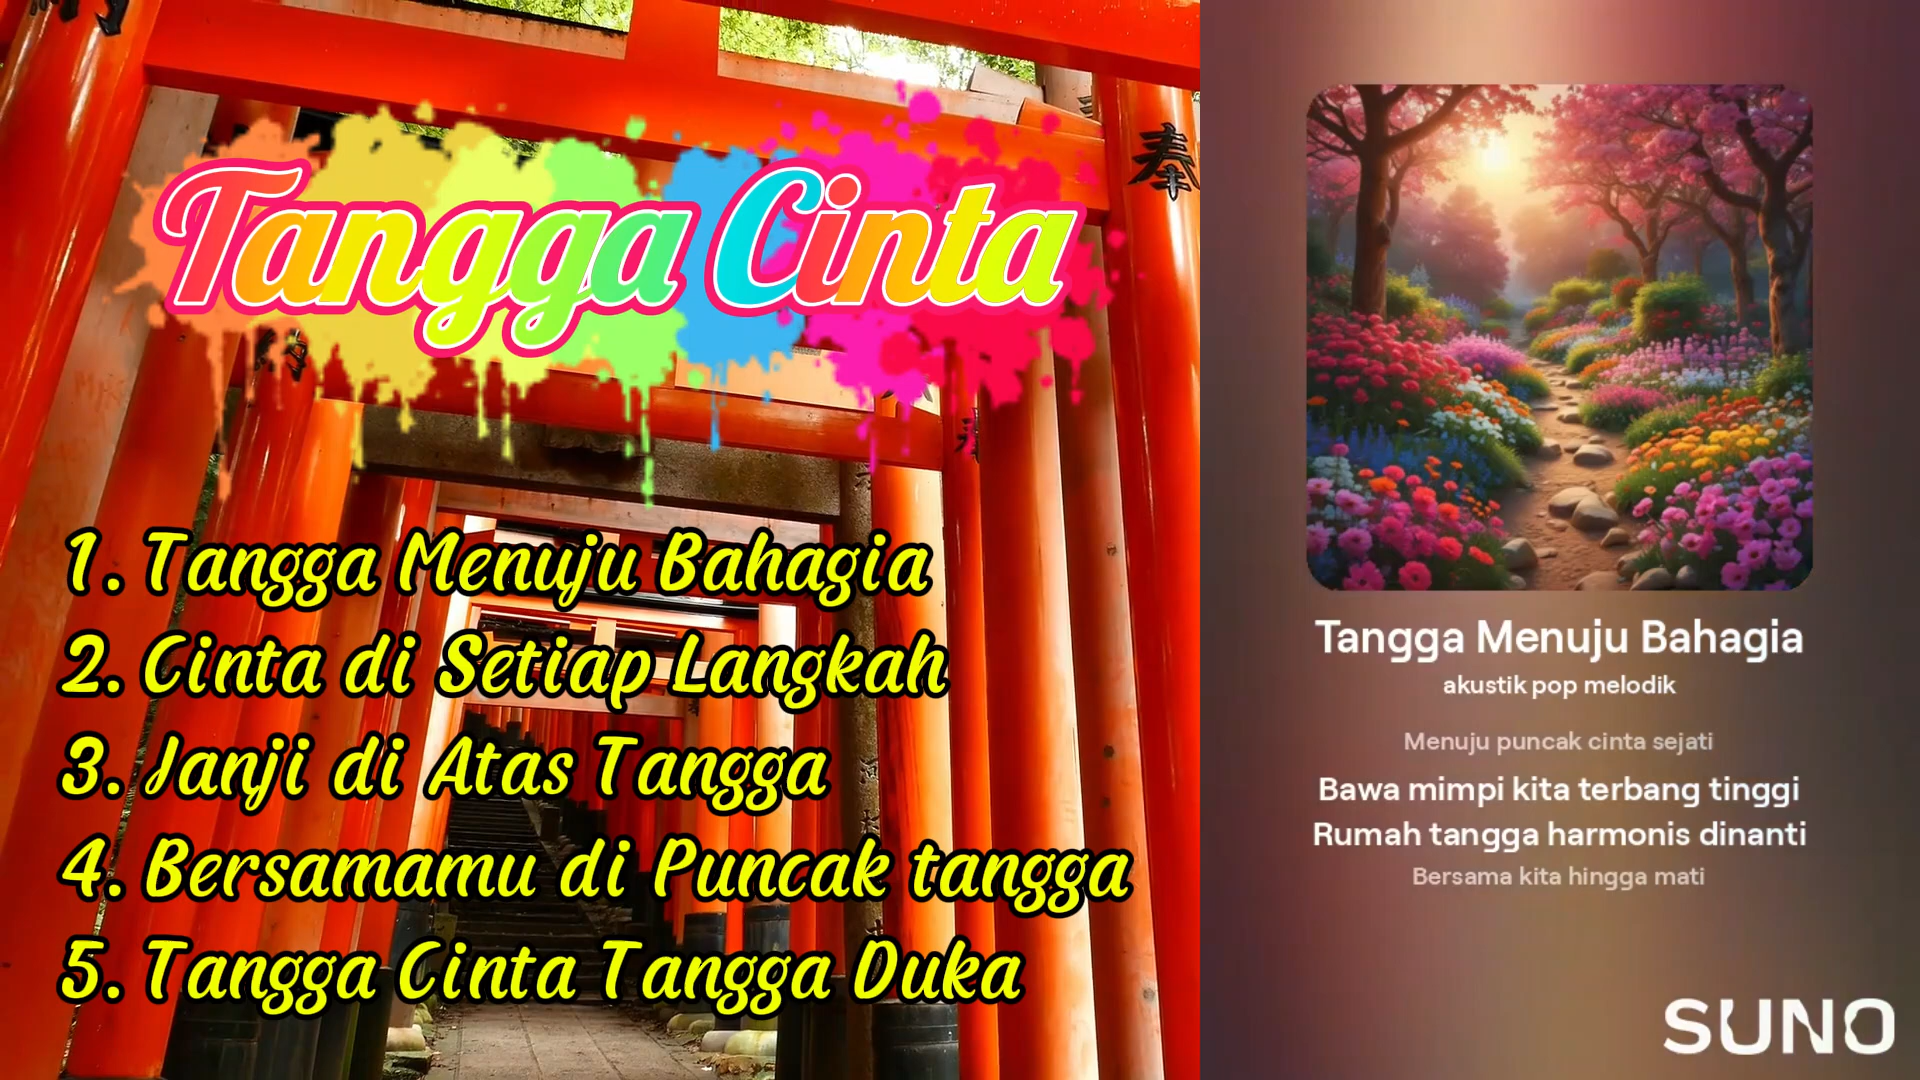 Tangga Cinta
1. Tangga Menuju Bahagia
2. Cinta di Setiap Langkah
3. Janji di Atas Tangga
4. Bersamamu di Puncak tangga
5. Tangga Cinta Tangga Duka
奉
Tangga Menuju Bahagia
akustik pop melodik
Menuju puncak cinta sejati
Bawa mimpi kita terbang tinggi
Rumah tangga harmonis dinanti
Bersama kita hingga mati
SUNO